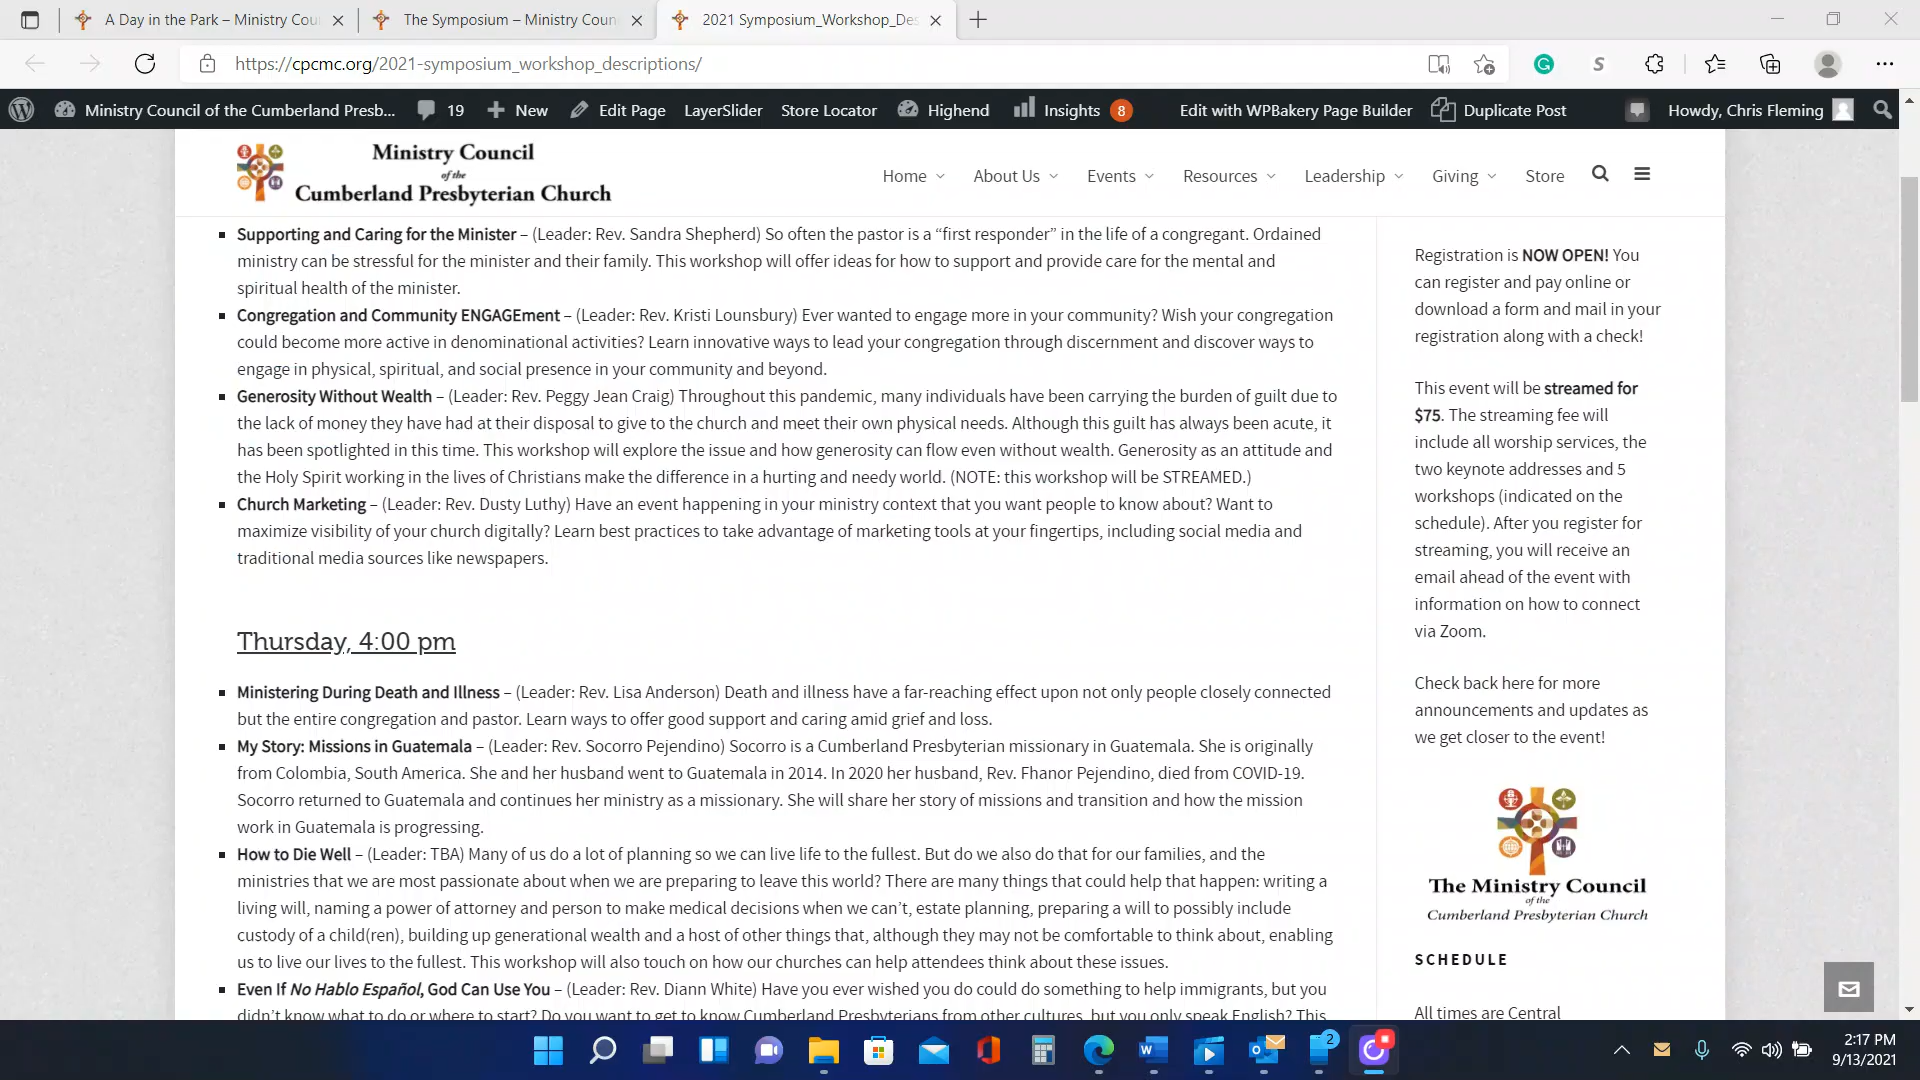 A Day in the Park – Ministry Cou
The Symposium – Ministry Coun
2021 Symposium_Workshop_Des
https://cpcmc.org/2021-symposium_workshop_descriptions/
Ministry Council of the Cumberland Presb...
19
New
Edit Page
LayerSlider
Store Locator
Highend
Insights
8
Edit with WPBakery Page Builder
Duplicate Post
Howdy, Chris Fleming
Ministry Council
of the
Cumberland Presbyterian Church
Home
About Us
Events
Resources
Leadership
Giving
Store
Supporting and Caring for the Minister – (Leader: Rev. Sandra Shepherd) So often the pastor is a “first responder” in the life of a congregant. Ordained
ministry can be stressful for the minister and their family. This workshop will offer ideas for how to support and provide care for the mental and
spiritual health of the minister.
Congregation and Community ENGAGEment – (Leader: Rev. Kristi Lounsbury) Ever wanted to engage more in your community? Wish your congregation
could become more active in denominational activities? Learn innovative ways to lead your congregation through discernment and discover ways to
engage in physical, spiritual, and social presence in your community and beyond.
Generosity Without Wealth – (Leader: Rev. Peggy Jean Craig) Throughout this pandemic, many individuals have been carrying the burden of guilt due to
the lack of money they have had at their disposal to give to the church and meet their own physical needs. Although this guilt has always been acute, it
has been spotlighted in this time. This workshop will explore the issue and how generosity can flow even without wealth. Generosity as an attitude and
the Holy Spirit working in the lives of Christians make the difference in a hurting and needy world. (NOTE: this workshop will be STREAMED.)
Church Marketing – (Leader: Rev. Dusty Luthy) Have an event happening in your ministry context that you want people to know about? Want to
maximize visibility of your church digitally? Learn best practices to take advantage of marketing tools at your fingertips, including social media and
traditional media sources like newspapers.
Thursday, 4:00 pm
Ministering During Death and Illness – (Leader: Rev. Lisa Anderson) Death and illness have a far-reaching effect upon not only people closely connected
but the entire congregation and pastor. Learn ways to offer good support and caring amid grief and loss.
My Story: Missions in Guatemala – (Leader: Rev. Socorro Pejendino) Socorro is a Cumberland Presbyterian missionary in Guatemala. She is originally
from Colombia, South America. She and her husband went to Guatemala in 2014. In 2020 her husband, Rev. Fhanor Pejendino, died from COVID-19.
Socorro returned to Guatemala and continues her ministry as a missionary. She will share her story of missions and transition and how the mission
work in Guatemala is progressing.
How to Die Well – (Leader: TBA) Many of us do a lot of planning so we can live life to the fullest. But do we also do that for our families, and the
ministries that we are most passionate about when we are preparing to leave this world? There are many things that could help that happen: writing a
living will, naming a power of attorney and person to make medical decisions when we can’t, estate planning, preparing a will to possibly include
custody of a child(ren), building up generational wealth and a host of other things that, although they may not be comfortable to think about, enabling
us to live our lives to the fullest. This workshop will also touch on how our churches can help attendees think about these issues.
Even If No Hablo Español, God Can Use You – (Leader: Rev. Diann White) Have you ever wished you do could do something to help immigrants, but you
didn’t know what to do or where to start? Do you want to get to know Cumberland Presbyterians from other cultures, but you only speak English? This
Registration is NOW OPEN! You
can register and pay online or
download a form and mail in your
registration along with a check!
This event will be streamed for
$75. The streaming fee will
include all worship services, the
two keynote addresses and 5
workshops (indicated on the
schedule). After you register for
streaming, you will receive an
email ahead of the event with
information on how to connect
via Zoom.
Check back here for more
announcements and updates as
we get closer to the event!
The Ministry Council
of the
Cumberland Presbyterian Church
SCHEDULE
All times are Central
2
2:17 PM
9/13/2021